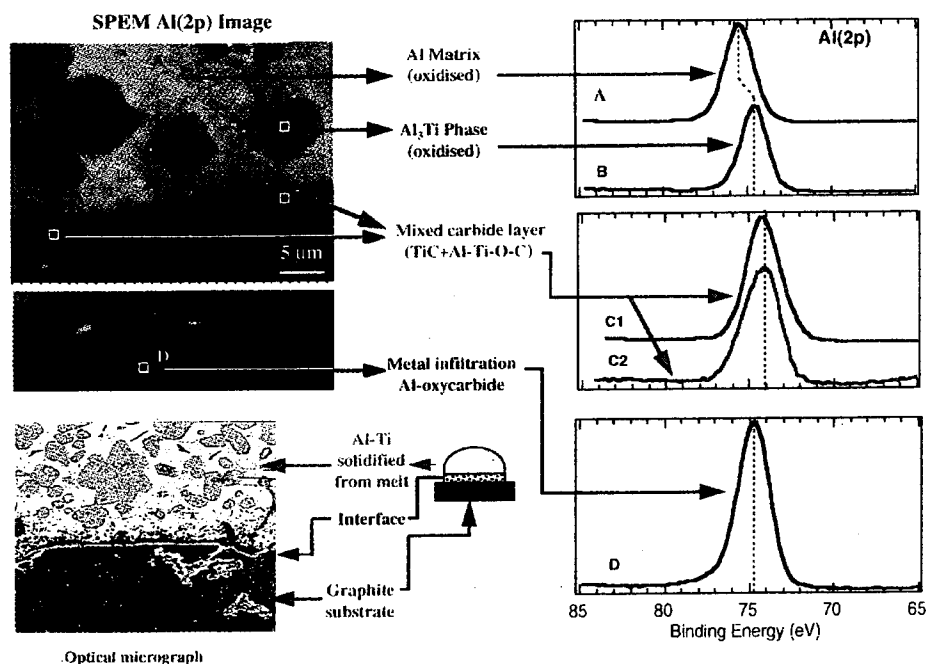 SPEM Al(2p) Image
Al Matrix
(oxidised)
Al₃Ti Phase
(oxidised)
Mixed carbide layer
(TiC+Al-Ti-O-C)
5 um
D
Metal infiltration
Al-oxycarbide
Al-Ti
solidified
from melt
Interface
Graphite
substrate
Optical micrograph
Al(2p)
A
B
C1
C2
D
85 80 75 70 65
Binding Energy (eV)